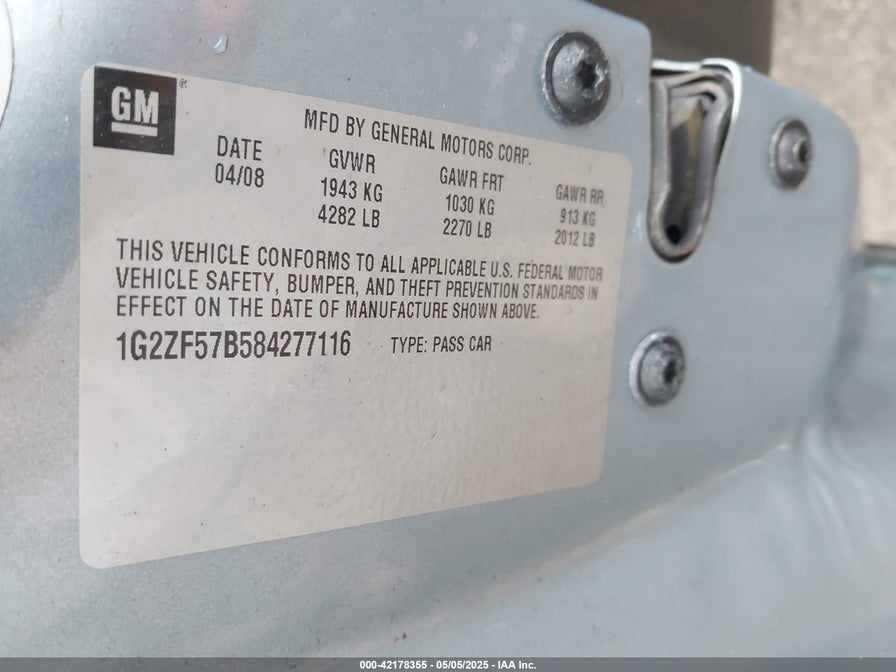 GM ®
MFD BY GENERAL MOTORS CORP.
DATE GVWR GAWR FRT GAWR RR
04/08 1943 KG 1030 KG 913 KG
4282 LB 2270 LB 2012 LB
THIS VEHICLE CONFORMS TO ALL APPLICABLE U.S. FEDERAL MOTOR
VEHICLE SAFETY, BUMPER, AND THEFT PREVENTION STANDARDS IN
EFFECT ON THE DATE OF MANUFACTURE SHOWN ABOVE.
1G2ZF57B584277116 TYPE: PASS CAR
000-42178355 - 05/05/2025 - IAA Inc.